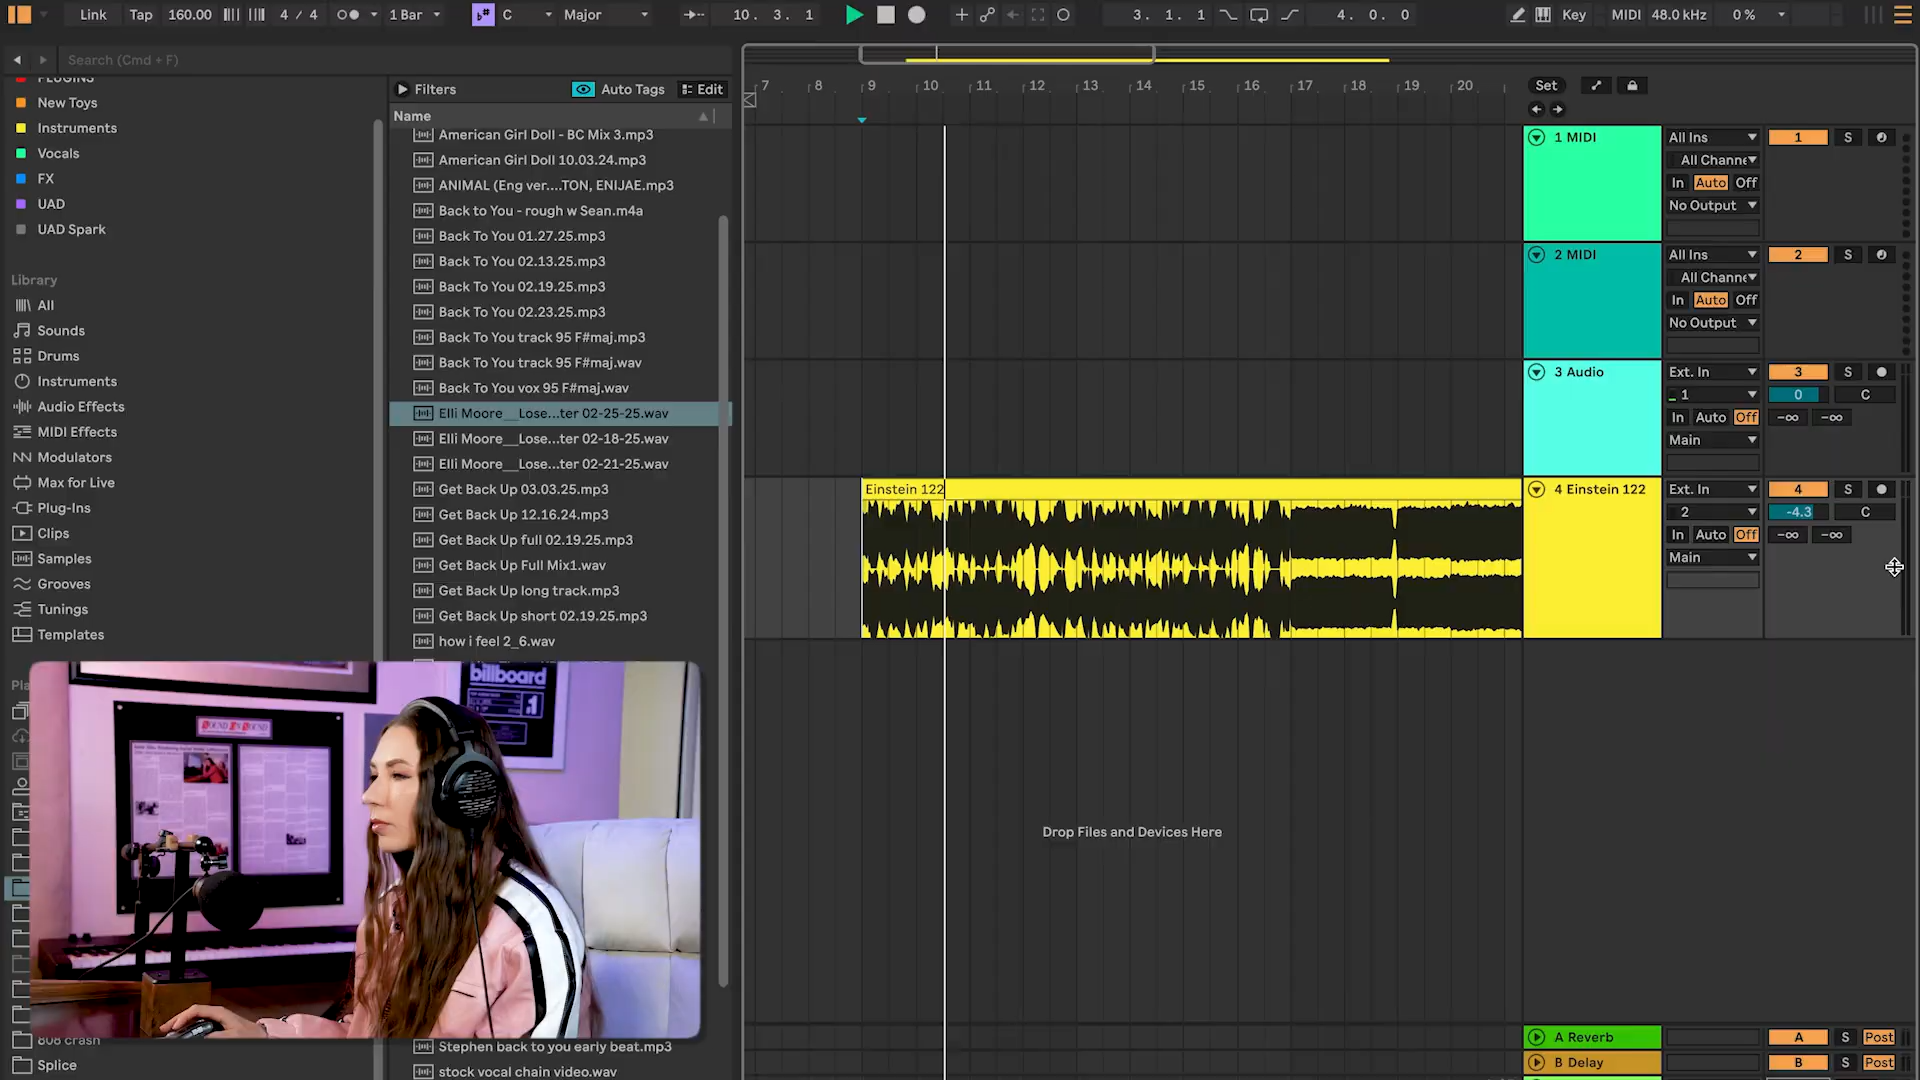 Link Tap 160.00 4 / 4 1 Bar C Major 10. 3. 1 3. 1. 1 4. 0. 0 Key MIDI 48.0 kHz 0 %
Search (Cmd + F)
PLUGINS
New Toys
Instruments
Vocals
FX
UAD
UAD Spark
Library
All
Sounds
Drums
Instruments
Audio Effects
MIDI Effects
Modulators
Max for Live
Plug-Ins
Clips
Samples
Grooves
Tunings
Templates
Splice
Filters Auto Tags Edit
Name
American Girl Doll - BC Mix 3.mp3
American Girl Doll 10.03.24.mp3
ANIMAL (Eng ver....TON, ENIJAE.mp3
Back to You - rough w Sean.m4a
Back To You 01.27.25.mp3
Back To You 02.13.25.mp3
Back To You 02.19.25.mp3
Back To You 02.23.25.mp3
Back To You track 95 F#maj.mp3
Back To You track 95 F#maj.wav
Back To You vox 95 F#maj.wav
Elli Moore__Lose...ter 02-25-25.wav
Elli Moore__Lose...ter 02-18-25.wav
Elli Moore__Lose...ter 02-21-25.wav
Get Back Up 03.03.25.mp3
Get Back Up 12.16.24.mp3
Get Back Up full 02.19.25.mp3
Get Back Up Full Mix1.wav
Get Back Up long track.mp3
Get Back Up short 02.19.25.mp3
how i feel 2_6.wav
Stephen back to you early beat.mp3
stock vocal chain video.wav
billboard
7 8 9 10 11 12 13 14 15 16 17 18 19 20
Set
Einstein 122
Drop Files and Devices Here
1 MIDI All Ins 1 S
All Channe
In Auto Off
No Output
2 MIDI All Ins 2 S
All Channe
In Auto Off
No Output
3 Audio Ext. In 3 S
1 0 C
In Auto Off -∞ -∞
Main
4 Einstein 122 Ext. In 4 S
2 -4.3 C
In Auto Off -∞ -∞
Main
A Reverb A S Post
B Delay B S Post